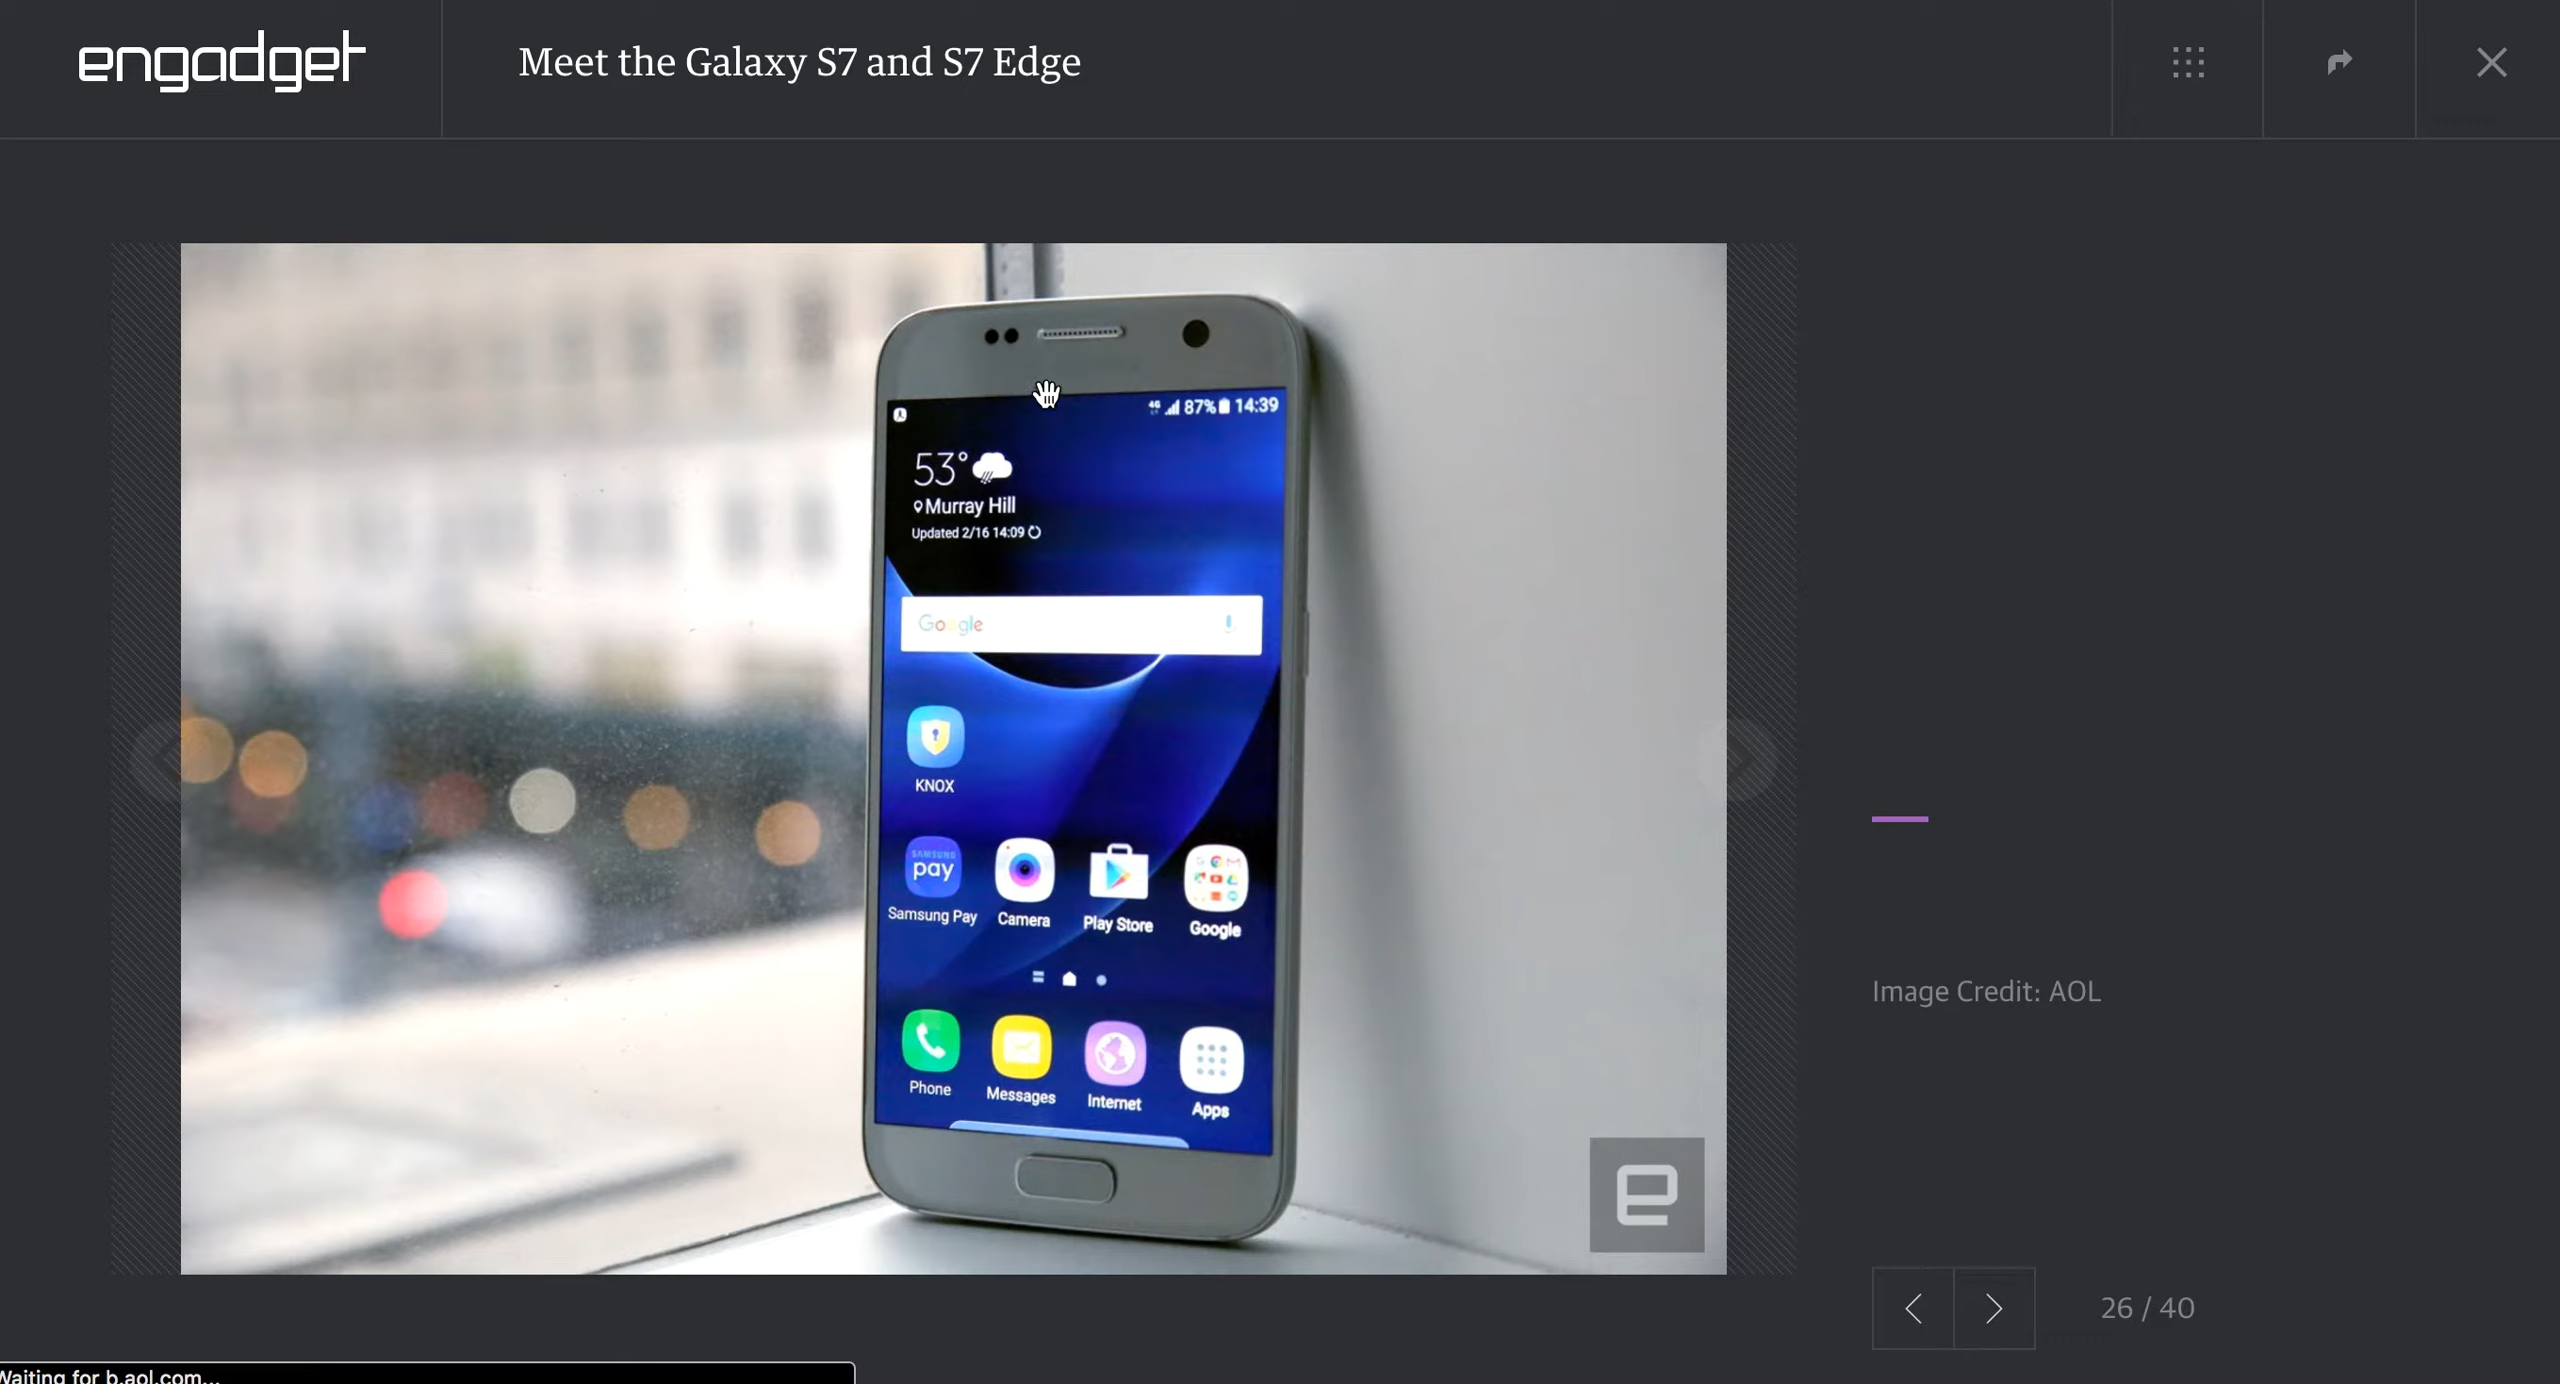 engadget
Meet the Galaxy S7 and S7 Edge
4G 87% 14:39
53°
Murray Hill
Updated 2/16 14:09
Google
KNOX
SAMSUNG
pay
Samsung Pay Camera Play Store Google
Phone Messages Internet Apps
e
Image Credit: AOL
26 / 40
Waiting for b.aol.com...